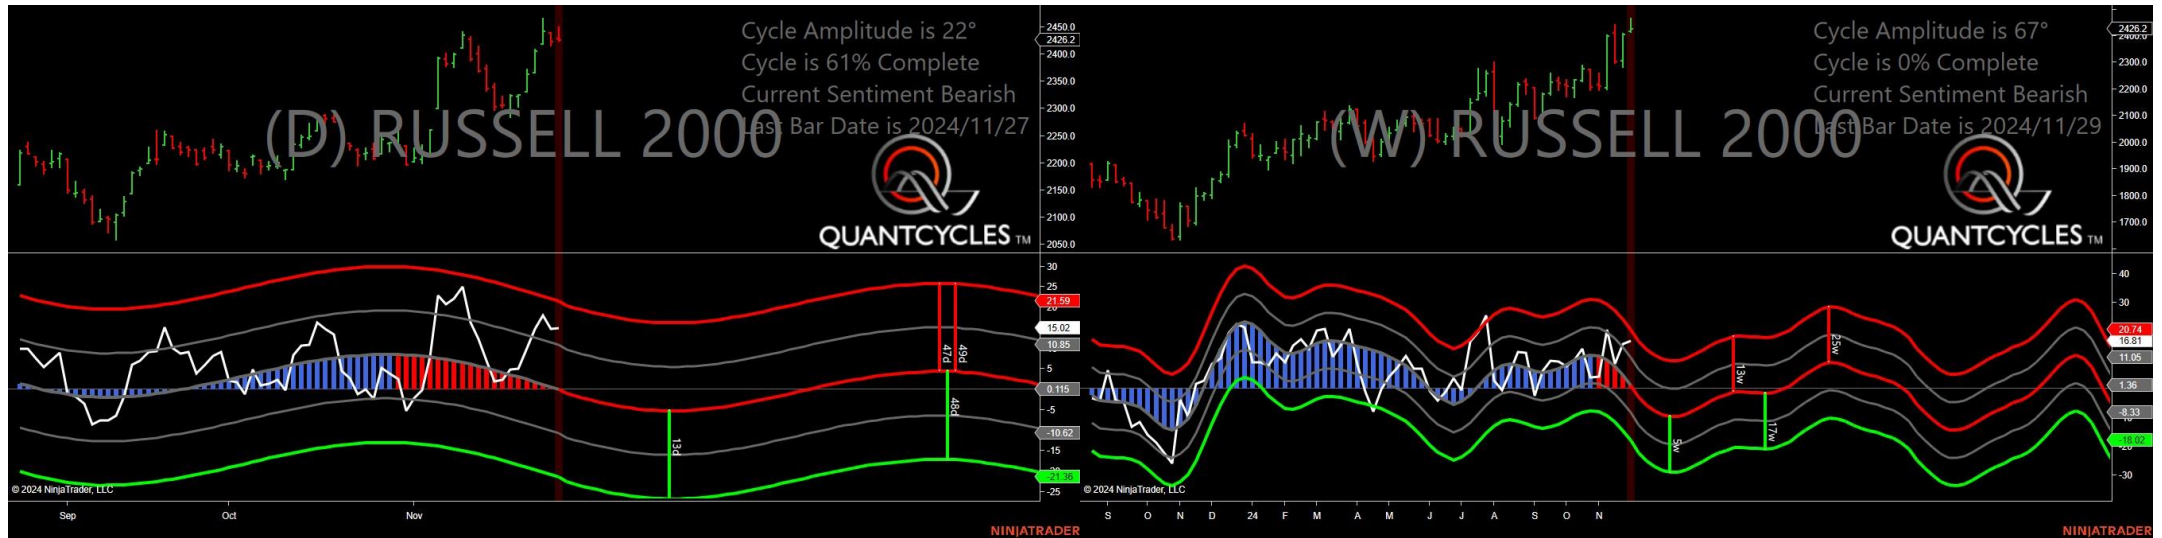 Cycle Amplitude is 22°
Cycle is 61% Complete
Current Sentiment Bearish
Last Bar Date is 2024/11/27
(D) RUSSELL 2000
QUANTCYCLES TM
2450.0
2426.2
2400.0
2350.0
2300.0
2250.0
2200.0
2150.0
2100.0
2050.0
30
25
21.59
20
15.02
10.85
5
0.115
-5
-10.62
-15
-21.36
-25
13d
47d
49d
48d
© 2024 NinjaTrader, LLC
Sep Oct Nov
NINJATRADER
Cycle Amplitude is 67°
Cycle is 0% Complete
Current Sentiment Bearish
Last Bar Date is 2024/11/29
(W) RUSSELL 2000
QUANTCYCLES TM
2426.2
2400.0
2300.0
2200.0
2100.0
2000.0
1900.0
1800.0
1700.0
40
30
20.74
16.81
11.05
1.36
-8.33
-18.02
-20
-30
5w
13w
17w
25w
© 2024 NinjaTrader, LLC
S O N D 24 F M A M J J A S O N
NINJATRADER